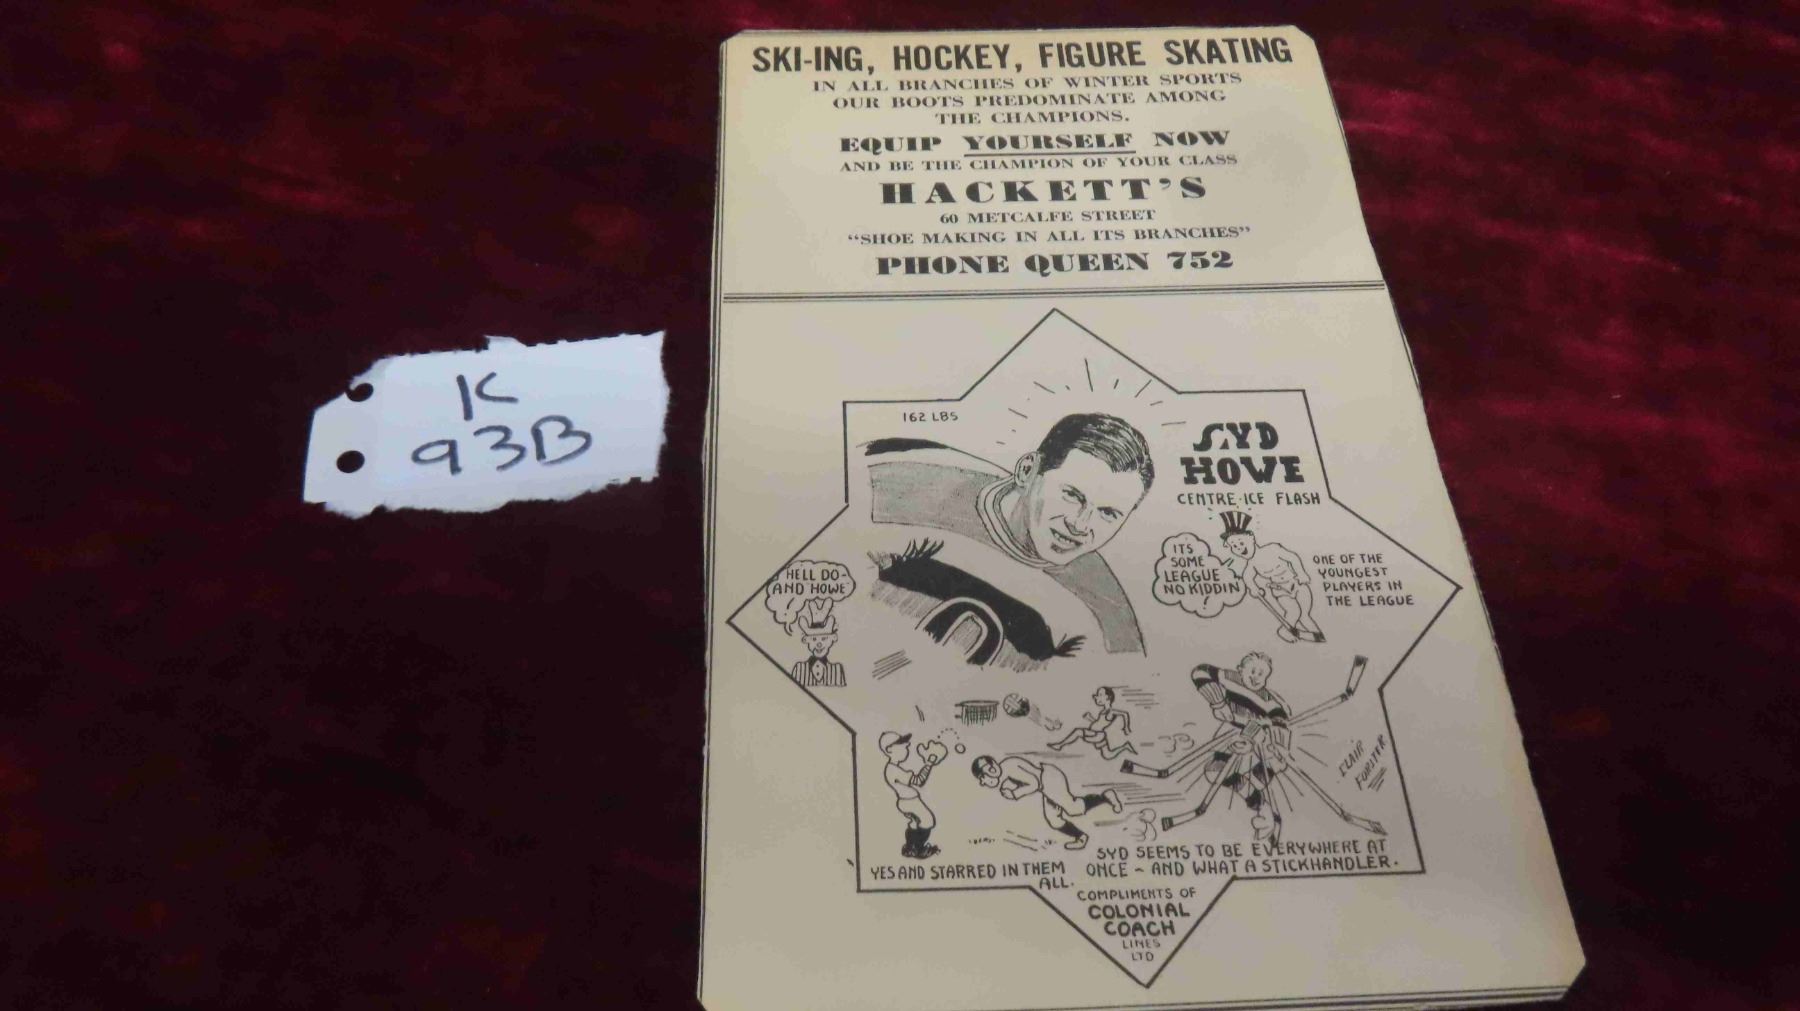 K
93B
SKI-ING, HOCKEY, FIGURE SKATING
IN ALL BRANCHES OF WINTER SPORTS
OUR BOOTS PREDOMINATE AMONG
THE CHAMPIONS.
EQUIP YOURSELF NOW
AND BE THE CHAMPION OF YOUR CLASS
HACKETT'S
60 METCALFE STREET
"SHOE MAKING IN ALL ITS BRANCHES"
PHONE QUEEN 752
162 LBS
SYD
HOWE
CENTRE-ICE FLASH
ITS
SOME
LEAGUE
NO KIDDIN
!
ONE OF THE
YOUNGEST
PLAYERS IN
THE LEAGUE
HELL DO-
AND HOWE
O
CLAIR
FORSTER
YES AND STARRED IN THEM
ALL.
SYD SEEMS TO BE EVERYWHERE AT
ONCE - AND WHAT A STICKHANDLER.
COMPLIMENTS OF
COLONIAL
COACH
LINES
LTD